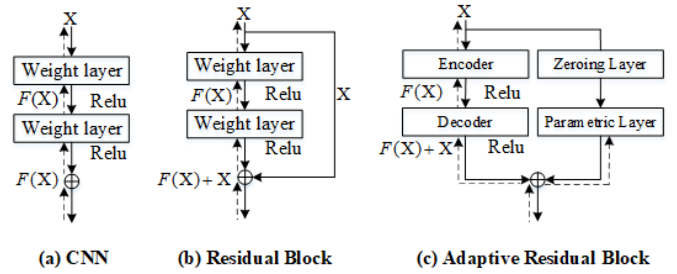 X
Weight layer
F(X)
Relu
Weight layer
Relu
F(X)
(a) CNN
X
Weight layer
F(X)
Relu
X
Weight layer
Relu
F(X) + X
(b) Residual Block
X
Encoder
Zeroing Layer
F(X)
Relu
Decoder
Parametric Layer
F(X) + X
Relu
(c) Adaptive Residual Block